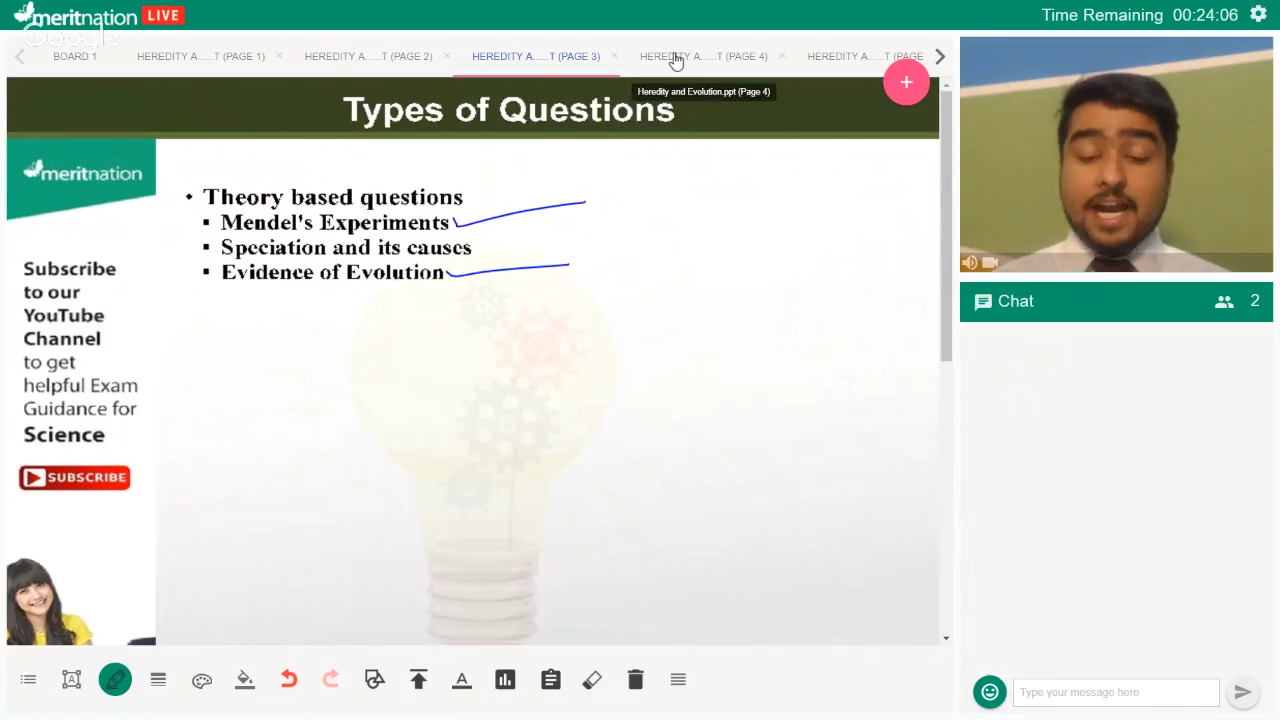 meritnation LIVE
Google
Time Remaining 00:24:06
BOARD 1
HEREDITY A......T (PAGE 1)
HEREDITY A......T (PAGE 2)
HEREDITY A......T (PAGE 3)
HEREDITY A......T (PAGE 4)
HEREDITY A......T (PAGE
Heredity and Evolution.ppt (Page 4)
+
Types of Questions
meritnation
Theory based questions
Mendel's Experiments
Speciation and its causes
Evidence of Evolution
Subscribe
to our
YouTube
Channel
to get
helpful Exam
Guidance for
Science
SUBSCRIBE
Chat
2
Type your message here